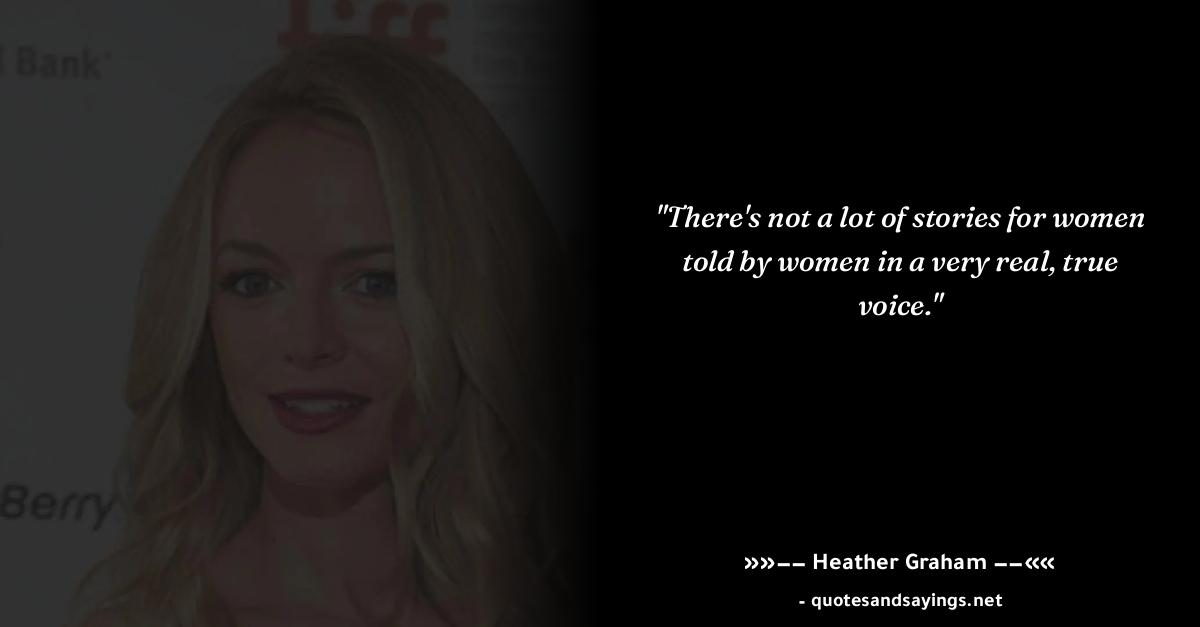 tiff
Bank
Berry
"There's not a lot of stories for women
told by women in a very real, true
voice."
»»−− Heather Graham −−««
- quotesandsayings.net